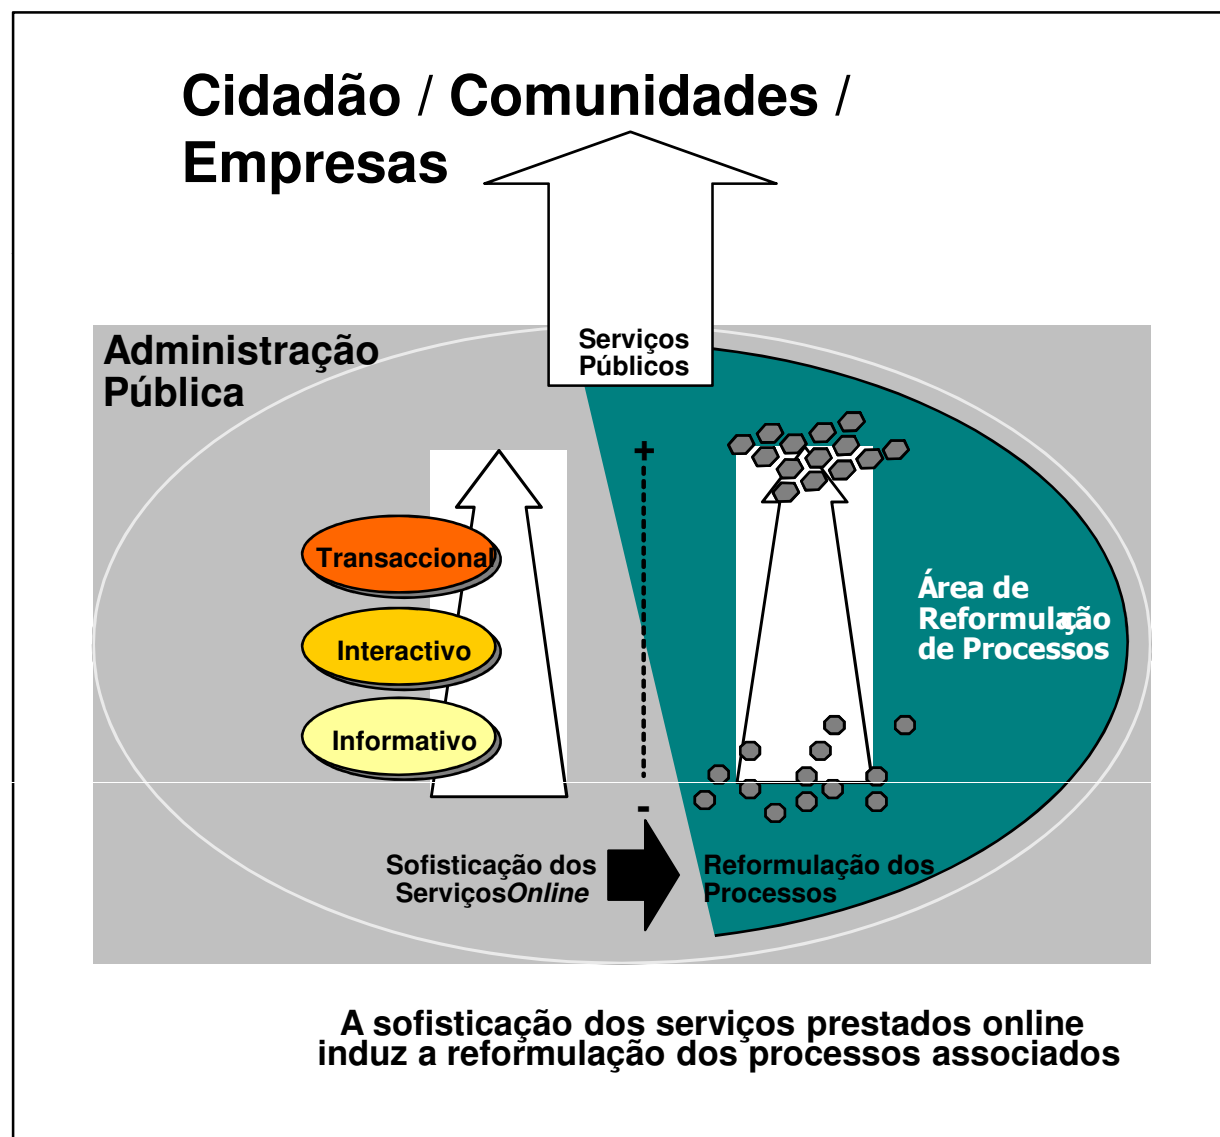 Cidadão / Comunidades /
Empresas
Serviços
Públicos
Administração
Pública
+
Transaccional
Interactivo
Informativo
Área de
Reformulação
de Processos
-
Sofisticação dos
ServiçosOnline
Reformulação dos
Processos
A sofisticação dos serviços prestados online
induz a reformulação dos processos associados